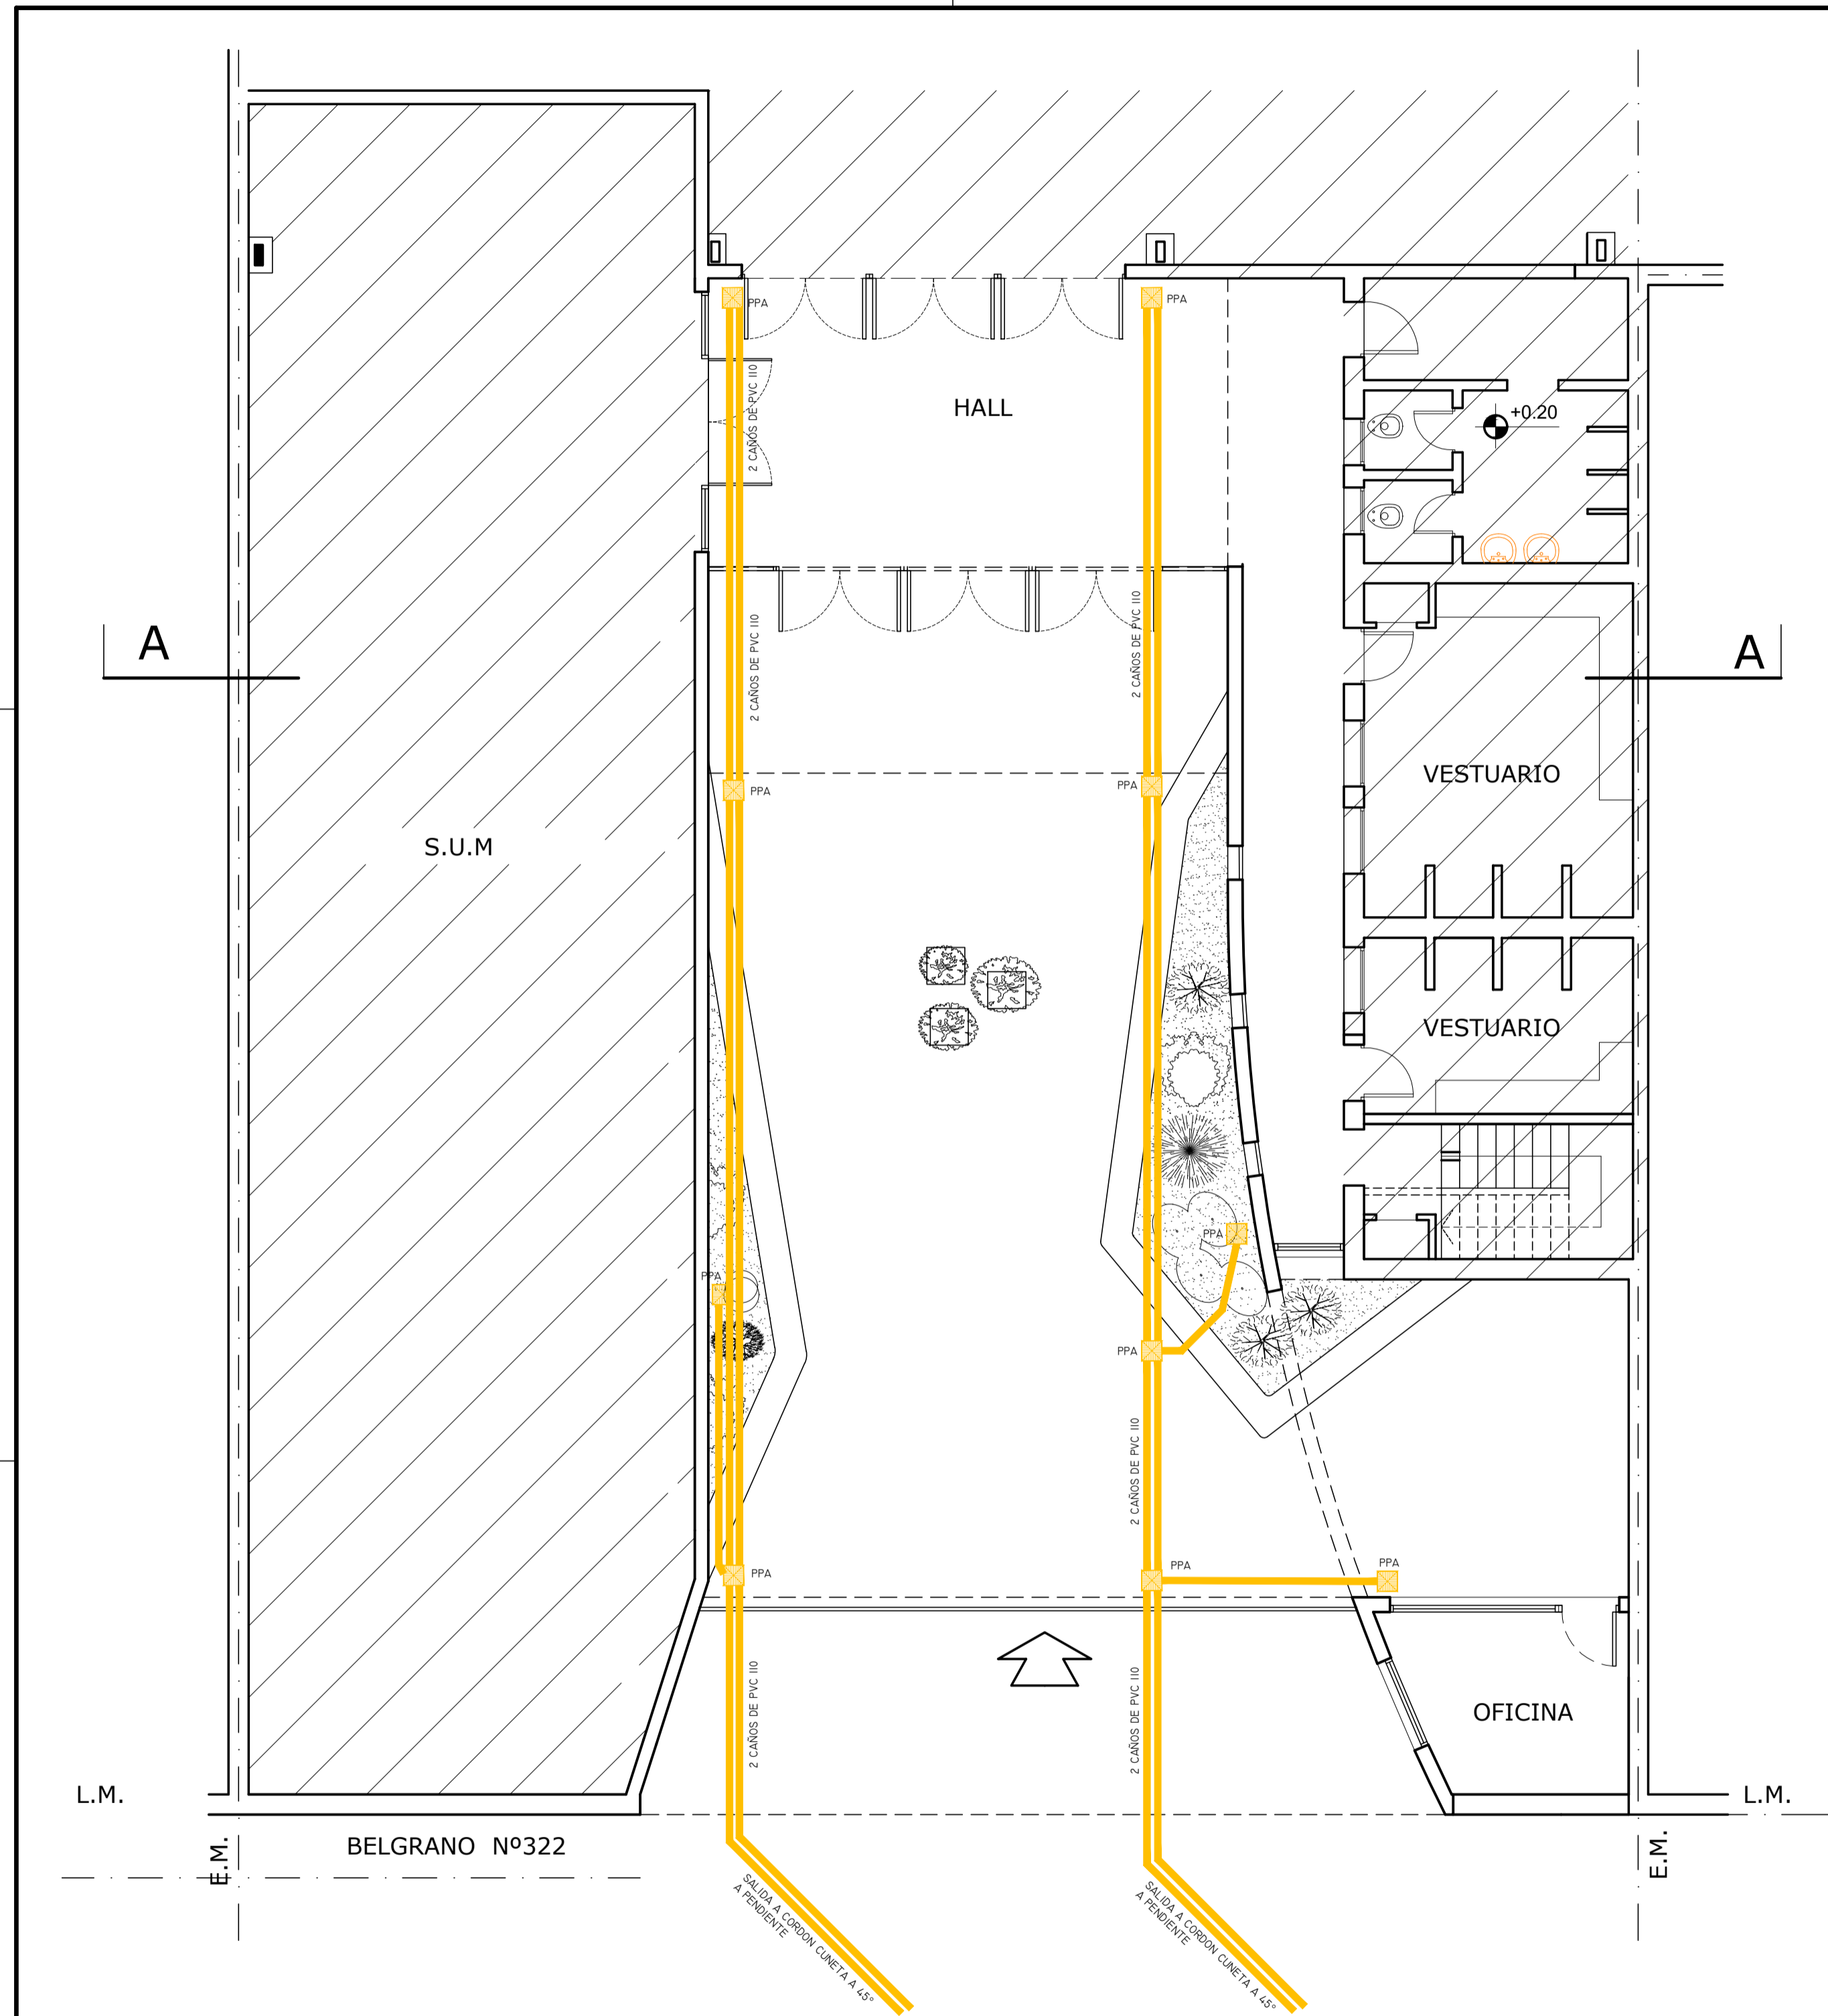 PPA
PPA
2 CAÑOS DE PVC 110
HALL
+0.20
2 CAÑOS DE PVC 110
2 CAÑOS DE PVC 110
A
A
VESTUARIO
PPA
PPA
S.U.M
VESTUARIO
PPA
PPA
PPA
2 CAÑOS DE PVC 110
PPA
PPA
PPA
2 CAÑOS DE PVC 110
2 CAÑOS DE PVC 110
OFICINA
L.M.
L.M.
BELGRANO Nº322
E.M.
E.M.
SALIDA A CORDON CUNETA A 45°
A PENDIENTE
SALIDA A CORDON CUNETA A 45°
A PENDIENTE